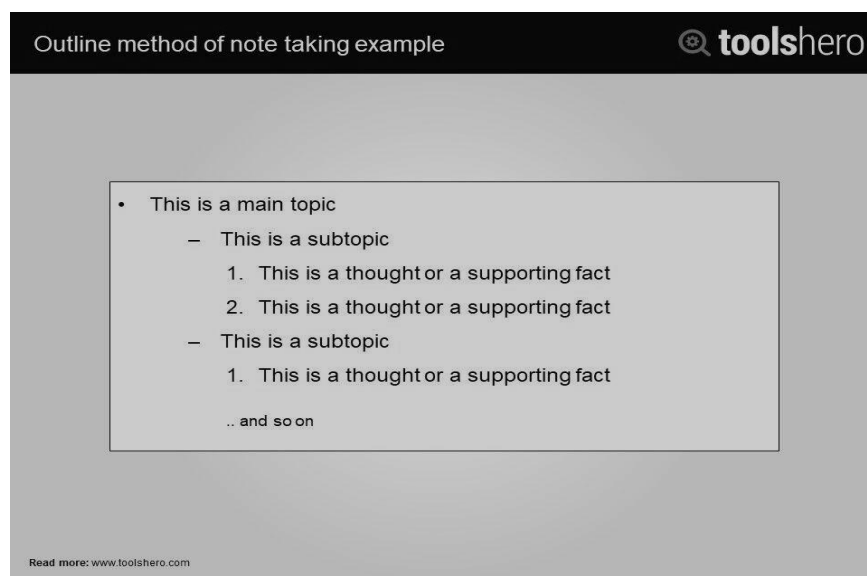 Outline method of note taking example
toolshero
• This is a main topic
– This is a subtopic
1. This is a thought or a supporting fact
2. This is a thought or a supporting fact
– This is a subtopic
1. This is a thought or a supporting fact
.. and so on
Read more: www.toolshero.com